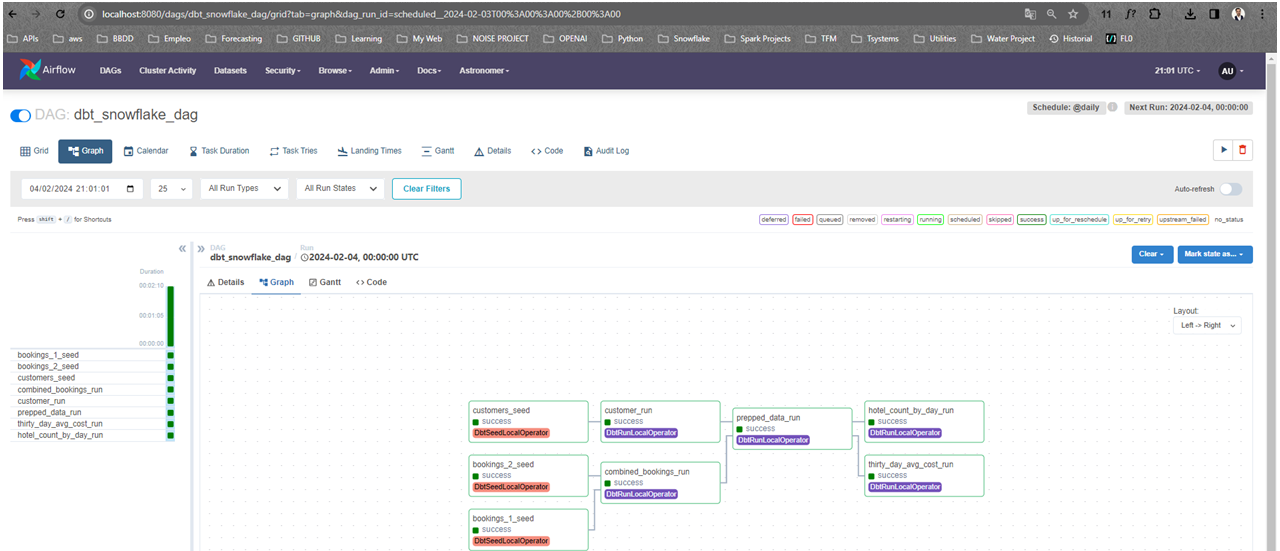 localhost:8080/dags/dbt_snowflake_dag/grid?tab=graph&dag_run_id=scheduled__2024-02-03T00%3A00%3A00%2B00%3A00
APIs aws BBDD Empleo Forecasting GITHUB Learning My Web NOISE PROJECT OPENAI Python Snowflake Spark Projects TFM Tsystems Utilities Water Project Historial FL0
Airflow DAGs Cluster Activity Datasets Security Browse Admin Docs Astronomer 21:01 UTC AU
DAG: dbt_snowflake_dag Schedule: @daily Next Run: 2024-02-04, 00:00:00
Grid Graph Calendar Task Duration Task Tries Landing Times Gantt Details Code Audit Log
04/02/2024 21:01:01 25 All Run Types All Run States Clear Filters Auto-refresh
Press shift + / for Shortcuts deferred failed queued removed restarting running scheduled skipped success up_for_reschedule up_for_retry upstream_failed no_status
DAG Run
dbt_snowflake_dag / 2024-02-04, 00:00:00 UTC Clear Mark state as...
Details Graph Gantt Code
Duration
00:02:10
00:01:05
00:00:00
bookings_1_seed
bookings_2_seed
customers_seed
combined_bookings_run
customer_run
prepped_data_run
thirty_day_avg_cost_run
hotel_count_by_day_run
Layout:
Left -> Right
customers_seed
success
DbtSeedLocalOperator
customer_run
success
DbtRunLocalOperator
prepped_data_run
success
DbtRunLocalOperator
hotel_count_by_day_run
success
DbtRunLocalOperator
bookings_2_seed
success
DbtSeedLocalOperator
combined_bookings_run
success
DbtRunLocalOperator
thirty_day_avg_cost_run
success
DbtRunLocalOperator
bookings_1_seed
success
DbtSeedLocalOperator